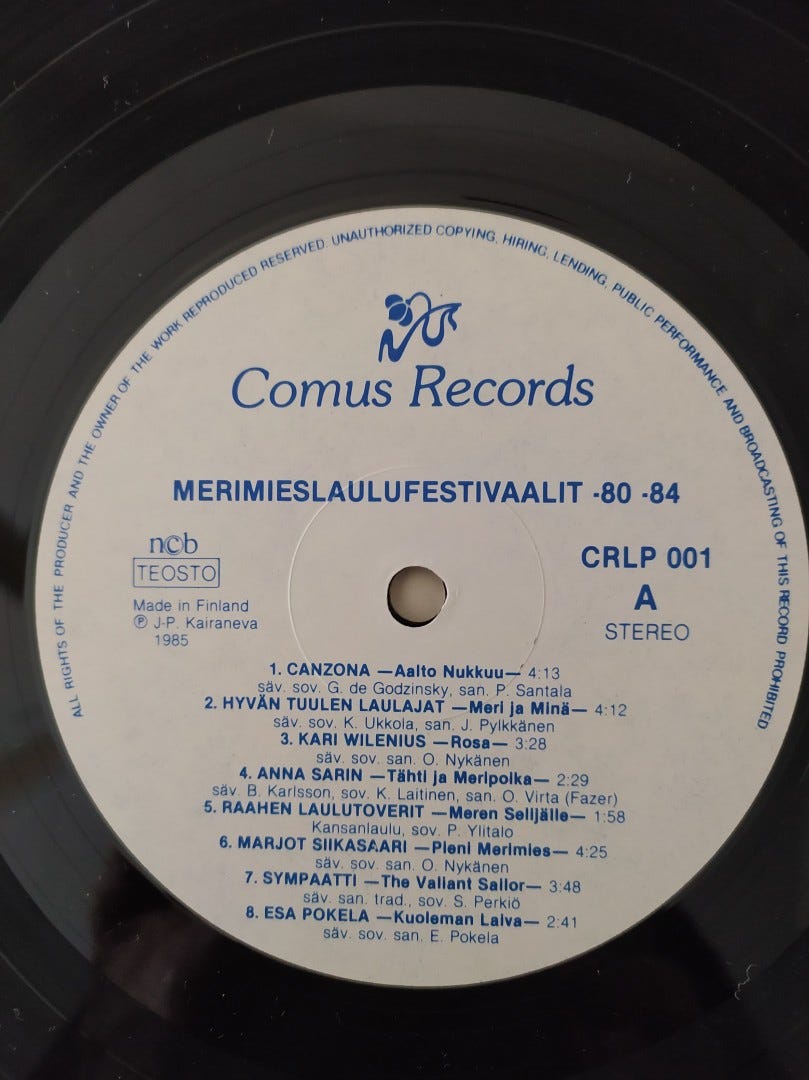 ALL RIGHTS OF THE PRODUCER AND THE OWNER OF THE WORK REPRODUCED RESERVED. UNAUTHORIZED COPYING, HIRING, LENDING, PUBLIC PERFORMANCE AND BROADCASTING OF THIS RECORD PROHIBITED
Comus Records
MERIMIESLAULUFESTIVAALIT -80 -84
ncb
TEOSTO
Made in Finland
℗ J-P. Kairaneva
1985
CRLP 001
A
STEREO
1. CANZONA —Aalto Nukkuu— 4:13
säv. sov. G. de Godzinsky, san. P. Santala
2. HYVÄN TUULEN LAULAJAT —Meri ja Minä— 4:12
säv. sov. K. Ukkola, san. J. Pylkkänen
3. KARI WILENIUS —Rosa— 3:28
säv. sov. san. O. Nykänen
4. ANNA SARIN —Tähti ja Meripoika— 2:29
säv. B. Karlsson, sov. K. Laitinen, san. O. Virta (Fazer)
5. RAAHEN LAULUTOVERIT —Meren Selijälle— 1:58
Kansanlaulu, sov. P. Ylitalo
6. MARJOT SIIKASAARI —Pieni Merimies— 4:25
säv. sov. san. O. Nykänen
7. SYMPAATTI —The Valiant Sailor— 3:48
säv. san. trad., sov. S. Perkiö
8. ESA POKELA —Kuoleman Laiva— 2:41
säv. sov. san. E. Pokela